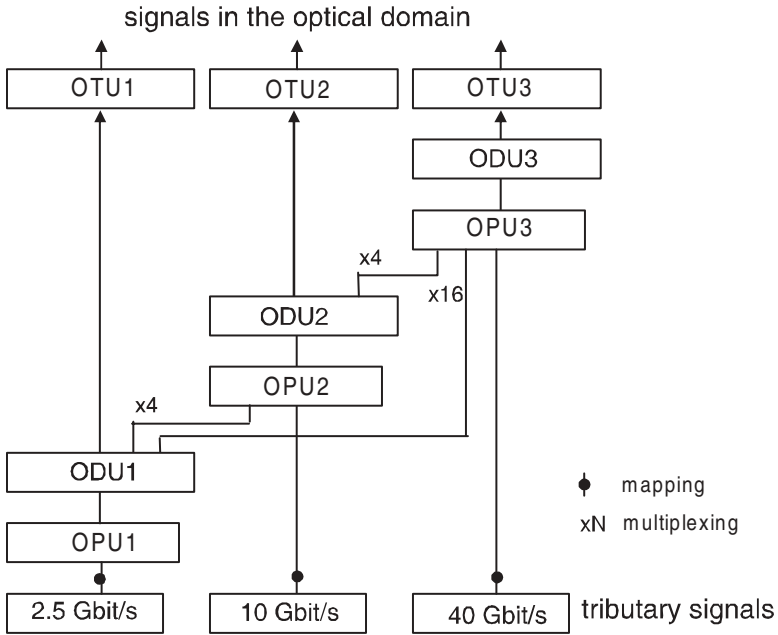 signals in the optical domain
OTU1 OTU2 OTU3
ODU3
OPU3
x4
x16
ODU2
OPU2
x4
ODU1
mapping
xN multiplexing
OPU1
2.5 Gbit/s 10 Gbit/s 40 Gbit/s tributary signals